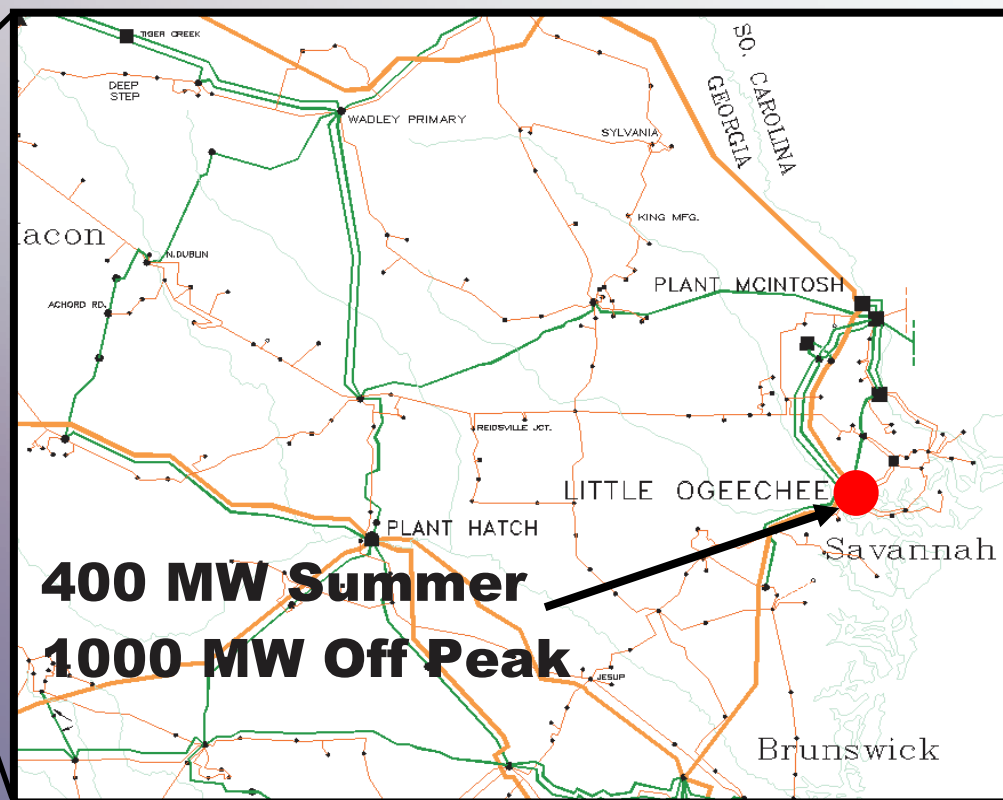 TIGER CREEK
DEEP
STEP
WADLEY PRIMARY
SO. CAROLINA
GEORGIA
SYLVANIA
KING MFG.
acon
N.DUBLIN
ACHORD RD.
PLANT MCINTOSH
REIDSVILLE JCT.
LITTLE OGEECHEE
PLANT HATCH
Savannah
400 MW Summer
1000 MW Off Peak
JESUP
Brunswick